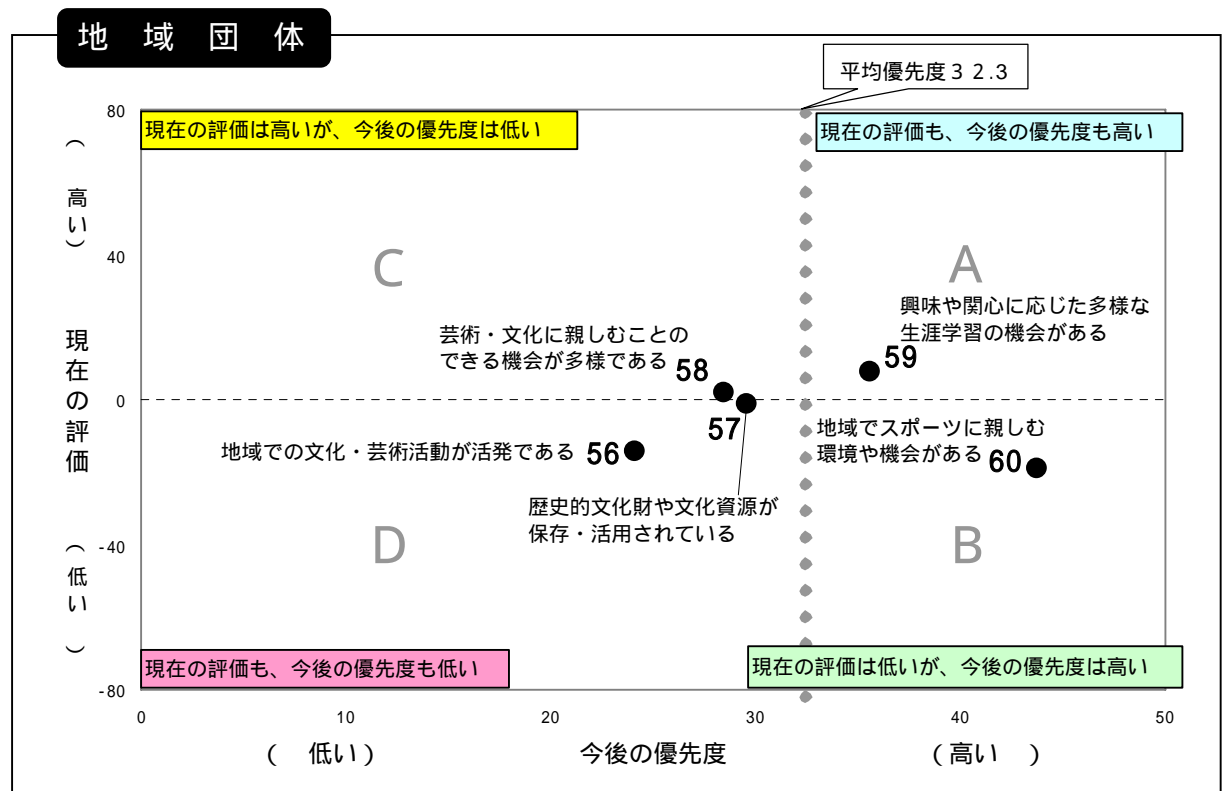 地域団体
平均優先度３２.3
現在の評価は高いが、今後の優先度は低い
現在の評価も、今後の優先度も高い
80
40
0
-40
-80
（高い）
現在の評価
（低い）
C
A
興味や関心に応じた多様な
生涯学習の機会がある
59
芸術・文化に親しむことの
できる機会が多様である
58
57
地域での文化・芸術活動が活発である
56
地域でスポーツに親しむ
環境や機会がある
60
歴史的文化財や文化資源が
保存・活用されている
D
B
現在の評価も、今後の優先度も低い
現在の評価は低いが、今後の優先度は高い
0 10 20 30 40 50
（ 低い） 今後の優先度 （高い ）